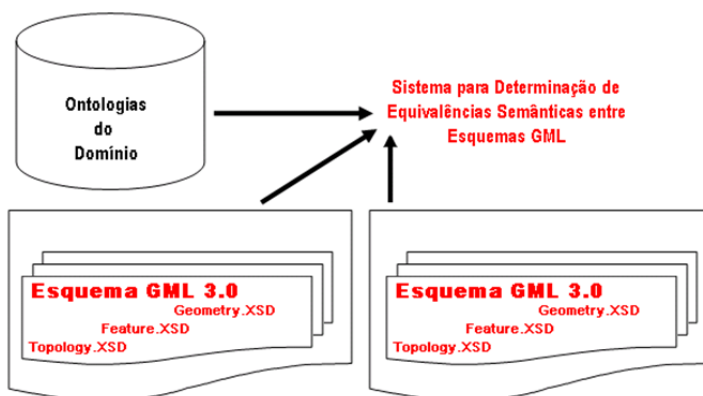 Ontologias
do
Domínio
Sistema para Determinação de
Equivalências Semânticas entre
Esquemas GML
Esquema GML 3.0
Geometry.XSD
Feature.XSD
Topology.XSD
Esquema GML 3.0
Geometry.XSD
Feature.XSD
Topology.XSD